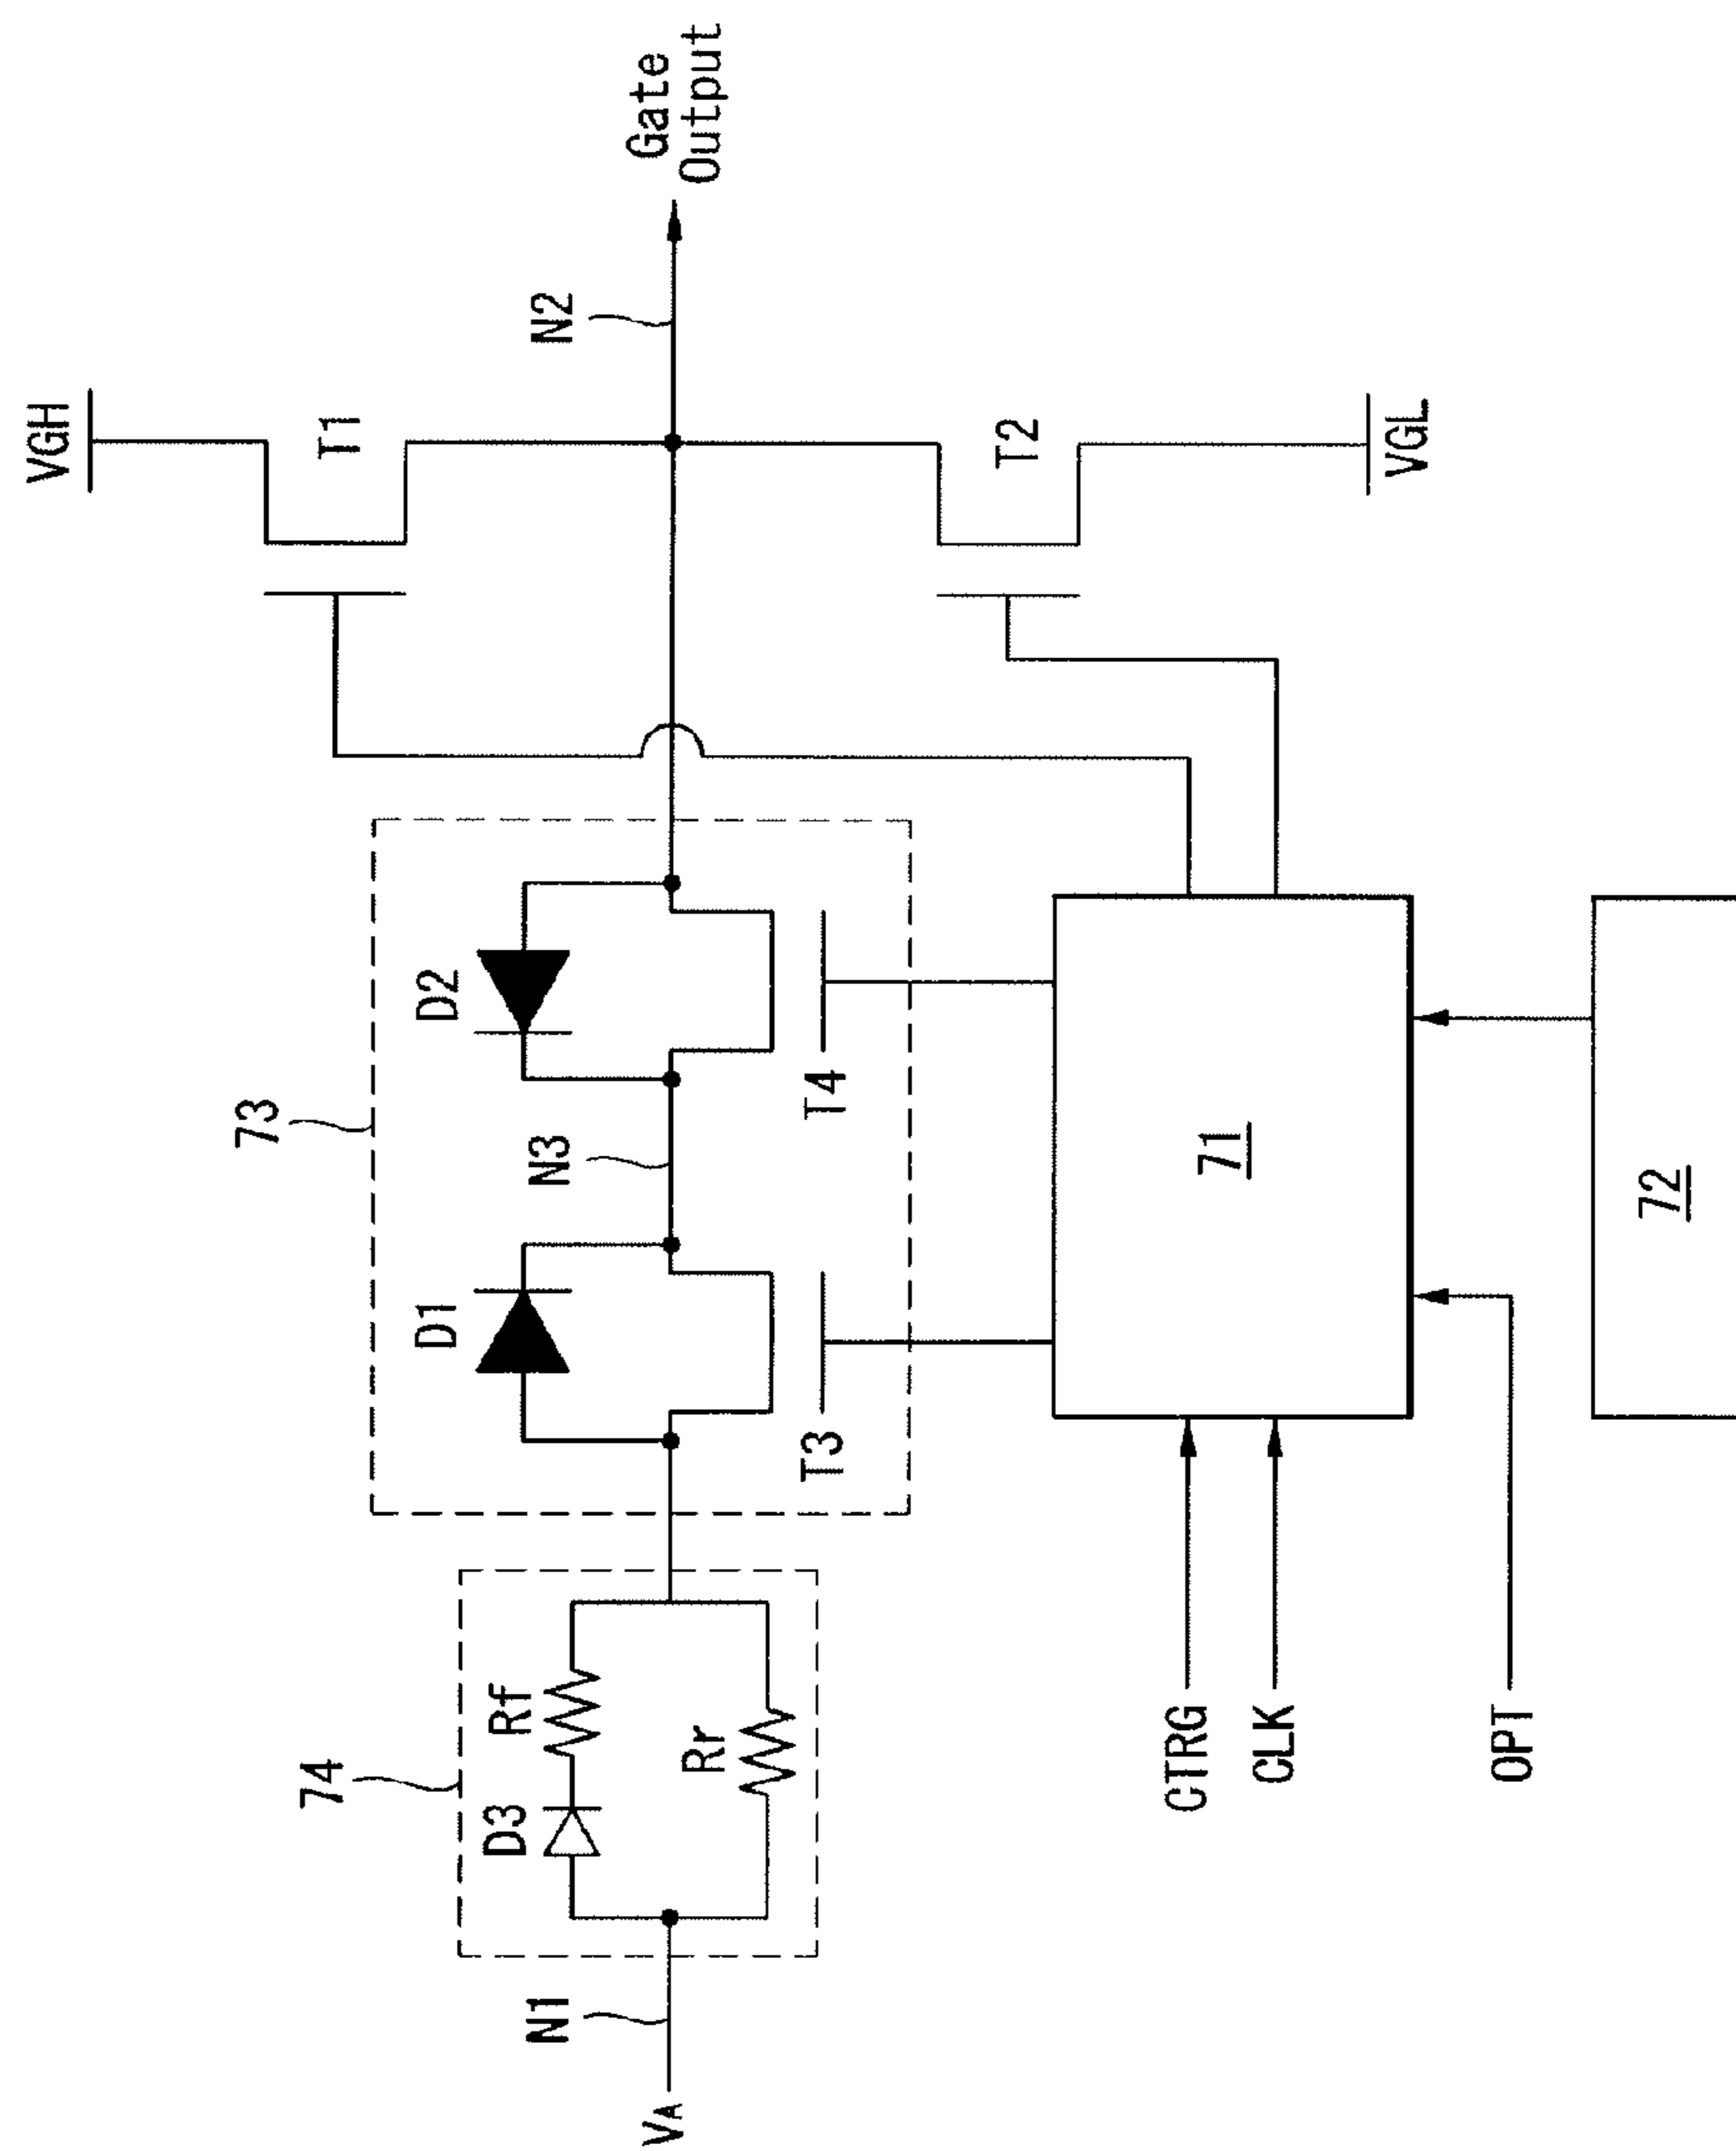 VGH
T1
Gate
Output
N2
73
D1
D2
74
D3
Rf
N3
N1
VA
Rr
T3
T4
T2
VGL
CTRG
CLK
71
OPT
72